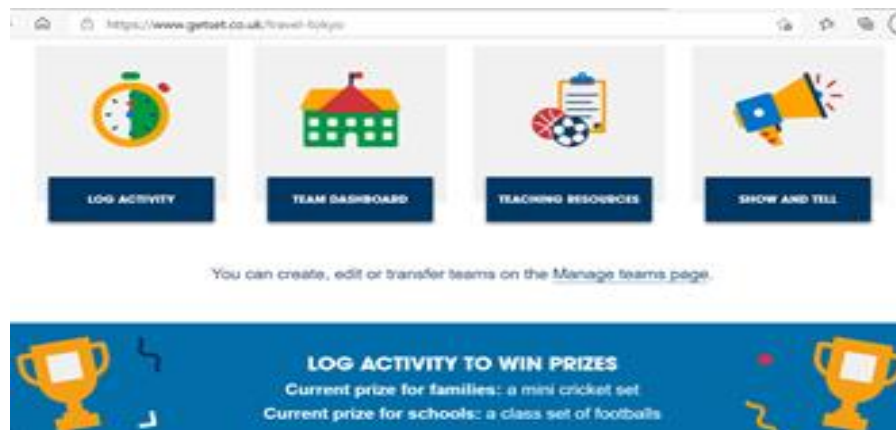 https://www.getset.co.uk/travel-tokyo
LOG ACTIVITY
TEAM DASHBOARD
TEACHING RESOURCES
SHOW AND TELL
You can create, edit or transfer teams on the Manage teams page.
LOG ACTIVITY TO WIN PRIZES
Current prize for families: a mini cricket set
Current prize for schools: a class set of footballs